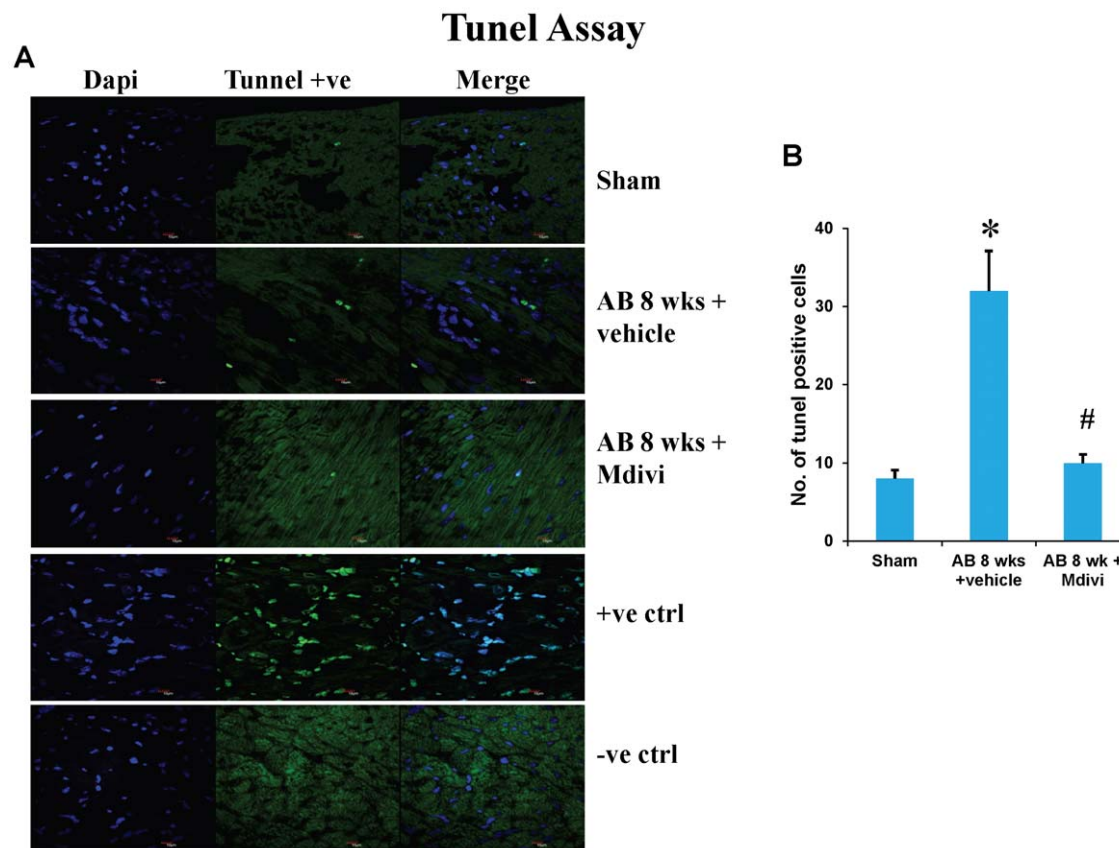 Tunel Assay
A
Dapi Tunnel +ve Merge
Sham
AB 8 wks +
vehicle
AB 8 wks +
Mdivi
+ve ctrl
-ve ctrl
B
No. of tunel positive cells
40
30
20
10
0
*
#
Sham
AB 8 wks
+vehicle
AB 8 wk +
Mdivi